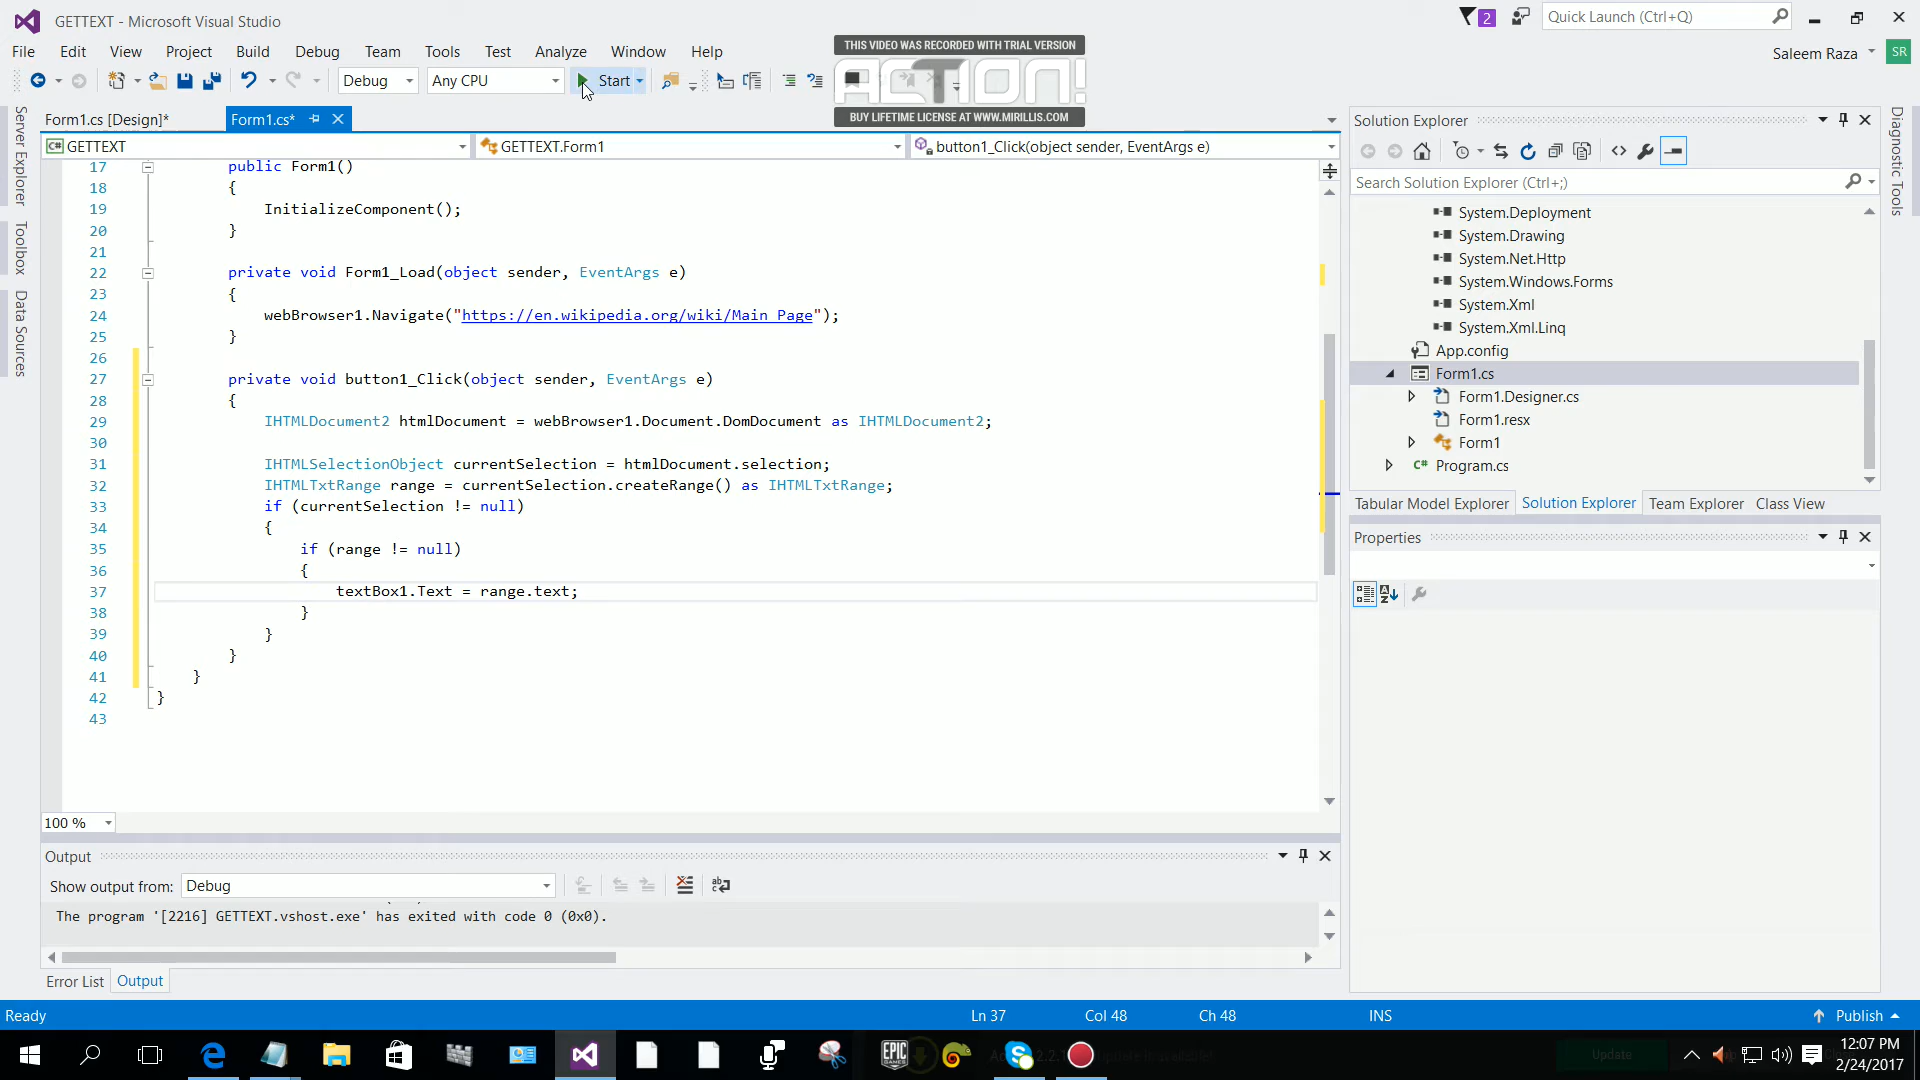 GETTEXT - Microsoft Visual Studio
2
Quick Launch (Ctrl+Q)
File Edit View Project Build Debug Team Tools Test Analyze Window Help
Saleem Raza SR
Debug Any CPU Start
THIS VIDEO WAS RECORDED WITH TRIAL VERSION
ACTION!
BUY LIFETIME LICENSE AT WWW.MIRILLIS.COM
Form1.cs [Design]* Form1.cs*
C# GETTEXT GETTEXT.Form1 button1_Click(object sender, EventArgs e)
17 public Form1()
18 {
19 InitializeComponent();
20 }
21
22 private void Form1_Load(object sender, EventArgs e)
23 {
24 webBrowser1.Navigate("https://en.wikipedia.org/wiki/Main_Page");
25 }
26
27 private void button1_Click(object sender, EventArgs e)
28 {
29 IHTMLDocument2 htmlDocument = webBrowser1.Document.DomDocument as IHTMLDocument2;
30
31 IHTMLSelectionObject currentSelection = htmlDocument.selection;
32 IHTMLTxtRange range = currentSelection.createRange() as IHTMLTxtRange;
33 if (currentSelection != null)
34 {
35 if (range != null)
36 {
37 textBox1.Text = range.text;
38 }
39 }
40 }
41 }
42 }
43
100 %
Output
Show output from: Debug
The program '[2216] GETTEXT.vshost.exe' has exited with code 0 (0x0).
Error List Output
Server Explorer
Toolbox
Data Sources
Solution Explorer
Search Solution Explorer (Ctrl+;)
System.Deployment
System.Drawing
System.Net.Http
System.Windows.Forms
System.Xml
System.Xml.Linq
App.config
Form1.cs
Form1.Designer.cs
Form1.resx
Form1
C# Program.cs
Tabular Model Explorer Solution Explorer Team Explorer Class View
Properties
Diagnostic Tools
Ready Ln 37 Col 48 Ch 48 INS Publish
EPIC GAMES
Update
12:07 PM
2/24/2017